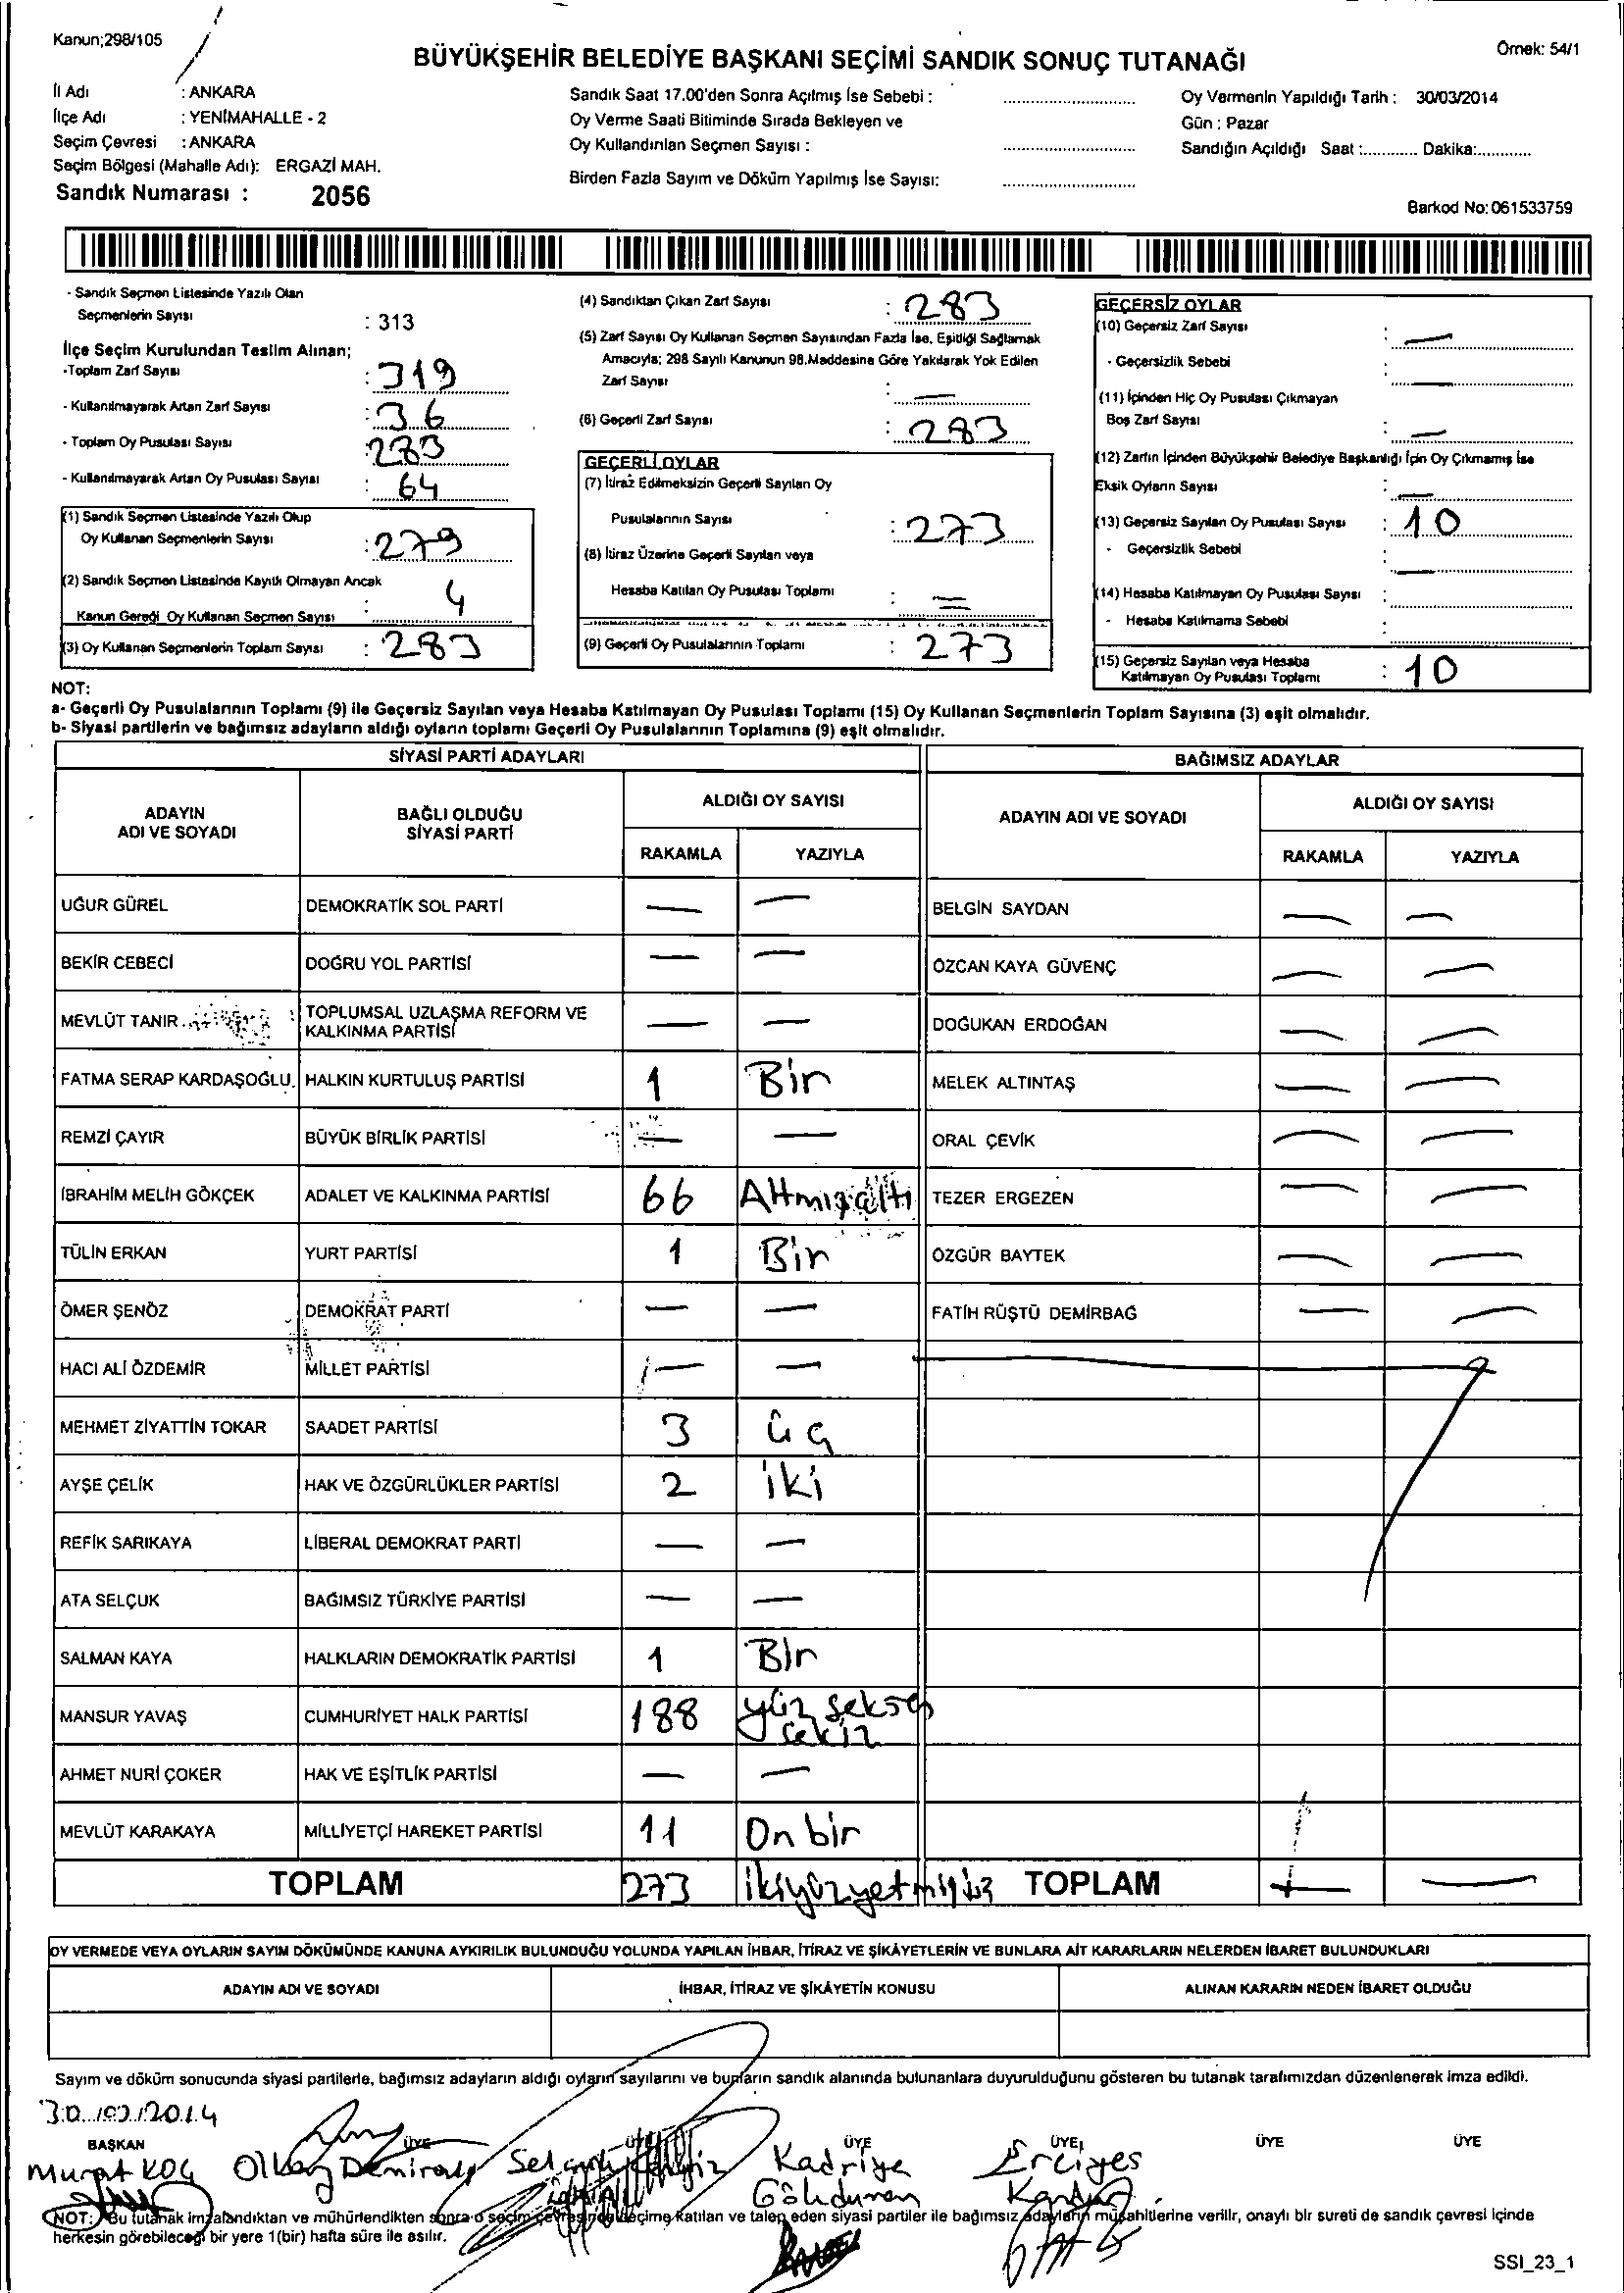 Kanun;298/105
BÜYÜKŞEHİR BELEDİYE BAŞKANI SEÇİMİ SANDIK SONUÇ TUTANAĞI
Örnek: 54/1
İl Adı : ANKARA
İlçe Adı : YENİMAHALLE - 2
Seçim Çevresi : ANKARA
Seçim Bölgesi (Mahalle Adı): ERGAZİ MAH.
Sandık Numarası : 2056
Sandık Saat 17.00'den Sonra Açılmış İse Sebebi :
Oy Verme Saati Bitiminde Sırada Bekleyen ve
Oy Kullandırılan Seçmen Sayısı :
Birden Fazla Sayım ve Döküm Yapılmış İse Sayısı:
Oy Vermenin Yapıldığı Tarih : 30/03/2014
Gün : Pazar
Sandığın Açıldığı Saat :............ Dakika:............
Barkod No:061533759
- Sandık Seçmen Listesinde Yazılı Olan
Seçmenlerin Sayısı : 313
İlçe Seçim Kurulundan Teslim Alınan;
-Toplam Zarf Sayısı : 319
- Kullanılmayarak Artan Zarf Sayısı : 36
- Toplam Oy Pusulası Sayısı : 283
- Kullanılmayarak Artan Oy Pusulası Sayısı : 64
(1) Sandık Seçmen Listesinde Yazılı Olup
Oy Kullanan Seçmenlerin Sayısı : 279
(2) Sandık Seçmen Listesinde Kayıtlı Olmayan Ancak
Kanun Gereği Oy Kullanan Seçmen Sayısı : 4
(3) Oy Kullanan Seçmenlerin Toplam Sayısı : 283
(4) Sandıktan Çıkan Zarf Sayısı : 283
(5) Zarf Sayısı Oy Kullanan Seçmen Sayısından Fazla İse, Eşitliği Sağlamak
Amacıyla; 298 Sayılı Kanunun 98.Maddesine Göre Yakılarak Yok Edilen
Zarf Sayısı : —
(6) Geçerli Zarf Sayısı : 283
GEÇERLİ OYLAR
(7) İtiraz Edilmeksizin Geçerli Sayılan Oy
Pusulalarının Sayısı : 273
(8) İtiraz Üzerine Geçerli Sayılan veya
Hesaba Katılan Oy Pusulası Toplamı : =
(9) Geçerli Oy Pusulalarının Toplamı : 273
GEÇERSİZ OYLAR
(10) Geçersiz Zarf Sayısı : —
- Geçersizlik Sebebi : —
(11) İçinden Hiç Oy Pusulası Çıkmayan
Boş Zarf Sayısı : —
(12) Zarfın İçinden Büyükşehir Belediye Başkanlığı İçin Oy Çıkmamış İse
Eksik Oyların Sayısı : —
(13) Geçersiz Sayılan Oy Pusulası Sayısı : 10
- Geçersizlik Sebebi : —
(14) Hesaba Katılmayan Oy Pusulası Sayısı :
- Hesaba Katılmama Sebebi :
(15) Geçersiz Sayılan veya Hesaba
Katılmayan Oy Pusulası Toplamı : 10
NOT:
a- Geçerli Oy Pusulalarının Toplamı (9) ile Geçersiz Sayılan veya Hesaba Katılmayan Oy Pusulası Toplamı (15) Oy Kullanan Seçmenlerin Toplam Sayısına (3) eşit olmalıdır.
b- Siyasi partilerin ve bağımsız adayların aldığı oyların toplamı Geçerli Oy Pusulalarının Toplamına (9) eşit olmalıdır.
SİYASİ PARTİ ADAYLARI
BAĞIMSIZ ADAYLAR
ADAYIN
ADI VE SOYADI
BAĞLI OLDUĞU
SİYASİ PARTİ
ALDIĞI OY SAYISI
RAKAMLA YAZIYLA
ADAYIN ADI VE SOYADI
ALDIĞI OY SAYISI
RAKAMLA YAZIYLA
UĞUR GÜREL DEMOKRATİK SOL PARTİ — — BELGİN SAYDAN — —
BEKİR CEBECİ DOĞRU YOL PARTİSİ — — ÖZCAN KAYA GÜVENÇ — —
MEVLÜT TANIR TOPLUMSAL UZLAŞMA REFORM VE KALKINMA PARTİSİ — — DOĞUKAN ERDOĞAN — —
FATMA SERAP KARDAŞOĞLU HALKIN KURTULUŞ PARTİSİ 1 Bir MELEK ALTINTAŞ — —
REMZİ ÇAYIR BÜYÜK BİRLİK PARTİSİ — — ORAL ÇEVİK — —
İBRAHİM MELİH GÖKÇEK ADALET VE KALKINMA PARTİSİ 66 Altmışaltı TEZER ERGEZEN — —
TÜLİN ERKAN YURT PARTİSİ 1 Bir ÖZGÜR BAYTEK — —
ÖMER ŞENÖZ DEMOKRAT PARTİ — — FATİH RÜŞTÜ DEMİRBAĞ — —
HACI ALİ ÖZDEMİR MİLLET PARTİSİ — —
MEHMET ZİYATTİN TOKAR SAADET PARTİSİ 3 üç
AYŞE ÇELİK HAK VE ÖZGÜRLÜKLER PARTİSİ 2 iki
REFİK SARIKAYA LİBERAL DEMOKRAT PARTİ — —
ATA SELÇUK BAĞIMSIZ TÜRKİYE PARTİSİ — —
SALMAN KAYA HALKLARIN DEMOKRATİK PARTİSİ 1 Bir
MANSUR YAVAŞ CUMHURİYET HALK PARTİSİ 188 yüz seksen sekiz
AHMET NURİ ÇOKER HAK VE EŞİTLİK PARTİSİ — —
MEVLÜT KARAKAYA MİLLİYETÇİ HAREKET PARTİSİ 11 On bir
TOPLAM 273 ikiyüzyetmişüç TOPLAM — —
OY VERMEDE VEYA OYLARIN SAYIM DÖKÜMÜNDE KANUNA AYKIRILIK BULUNDUĞU YOLUNDA YAPILAN İHBAR, İTİRAZ VE ŞİKÂYETLERİN VE BUNLARA AİT KARARLARIN NELERDEN İBARET BULUNDUKLARI
ADAYIN ADI VE SOYADI İHBAR, İTİRAZ VE ŞİKÂYETİN KONUSU ALINAN KARARIN NEDEN İBARET OLDUĞU
Sayım ve döküm sonucunda siyasi partilerle, bağımsız adayların aldığı oyların sayılarını ve bunların sandık alanında bulunanlara duyurulduğunu gösteren bu tutanak tarafımızdan düzenlenerek imza edildi.
30/03/2014
BAŞKAN ÜYE ÜYE ÜYE ÜYE ÜYE ÜYE
Murat KOÇ Olkay Kadriye Erciyes
NOT: Bu tutanak imzalandıktan ve mühürlendikten sonra o seçim çevresinde seçime katılan ve talep eden siyasi partiler ile bağımsız adayların müşahitlerine verilir, onaylı bir sureti de sandık çevresi içinde
herkesin görebileceği bir yere 1(bir) hafta süre ile asılır.
SSI_23_1